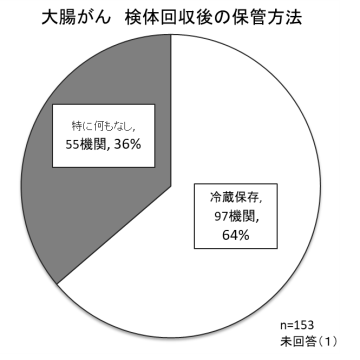 大腸がん　検体回収後の保管方法
特に何もなし,
55機関, 36%
冷蔵保存,
97機関,
64%
n=153
未回答（1）